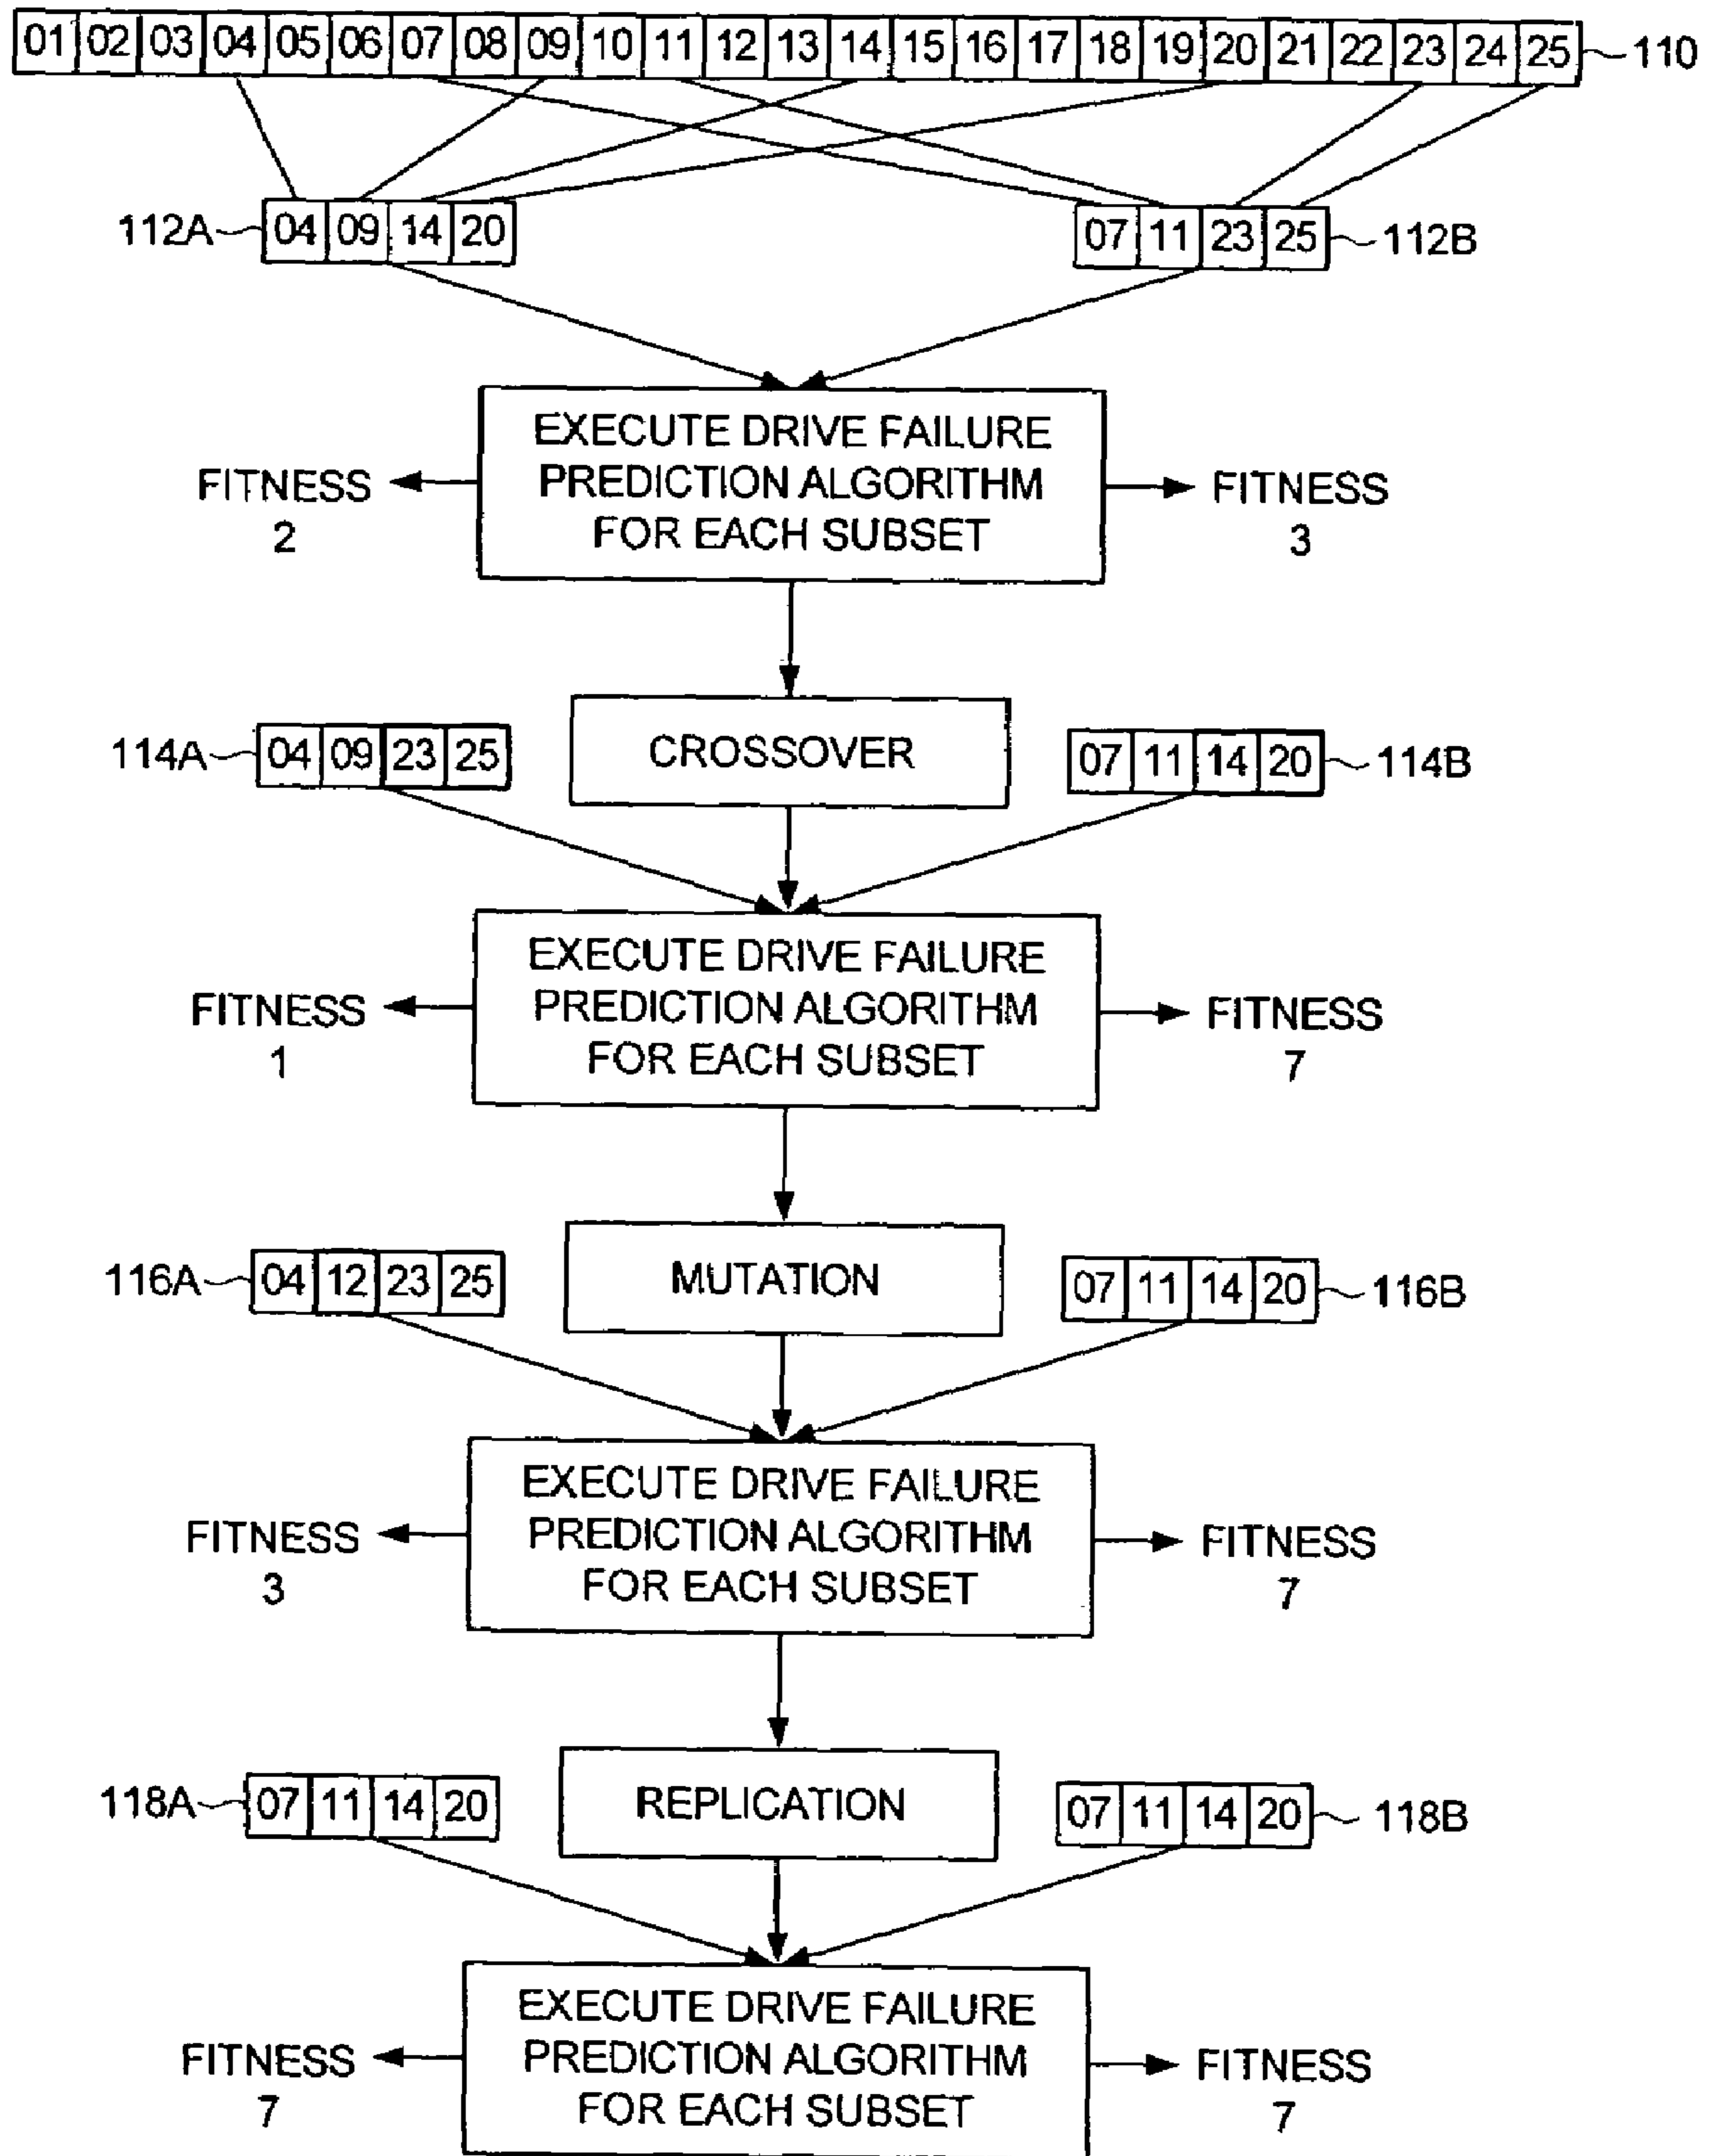 01 02 03 04 05 06 07 08 09 10 11 12 13 14 15 16 17 18 19 20 21 22 23 24 25 110
112A 04 09 14 20
07 11 23 25 112B
EXECUTE DRIVE FAILURE
PREDICTION ALGORITHM
FOR EACH SUBSET
FITNESS
2
FITNESS
3
CROSSOVER
114A 04 09 23 25
07 11 14 20 114B
EXECUTE DRIVE FAILURE
PREDICTION ALGORITHM
FOR EACH SUBSET
FITNESS
1
FITNESS
7
MUTATION
116A 04 12 23 25
07 11 14 20 116B
EXECUTE DRIVE FAILURE
PREDICTION ALGORITHM
FOR EACH SUBSET
FITNESS
3
FITNESS
7
REPLICATION
118A 07 11 14 20
07 11 14 20 118B
EXECUTE DRIVE FAILURE
PREDICTION ALGORITHM
FOR EACH SUBSET
FITNESS
7
FITNESS
7